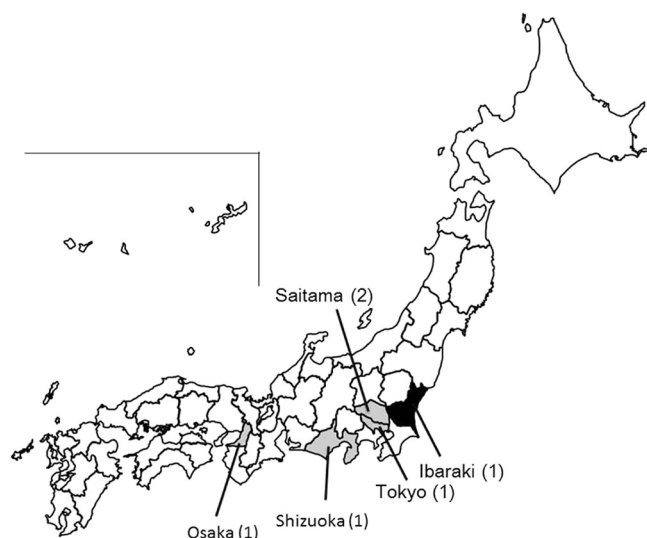 Saitama (2)
Ibaraki (1)
Tokyo (1)
Shizuoka (1)
Osaka (1)